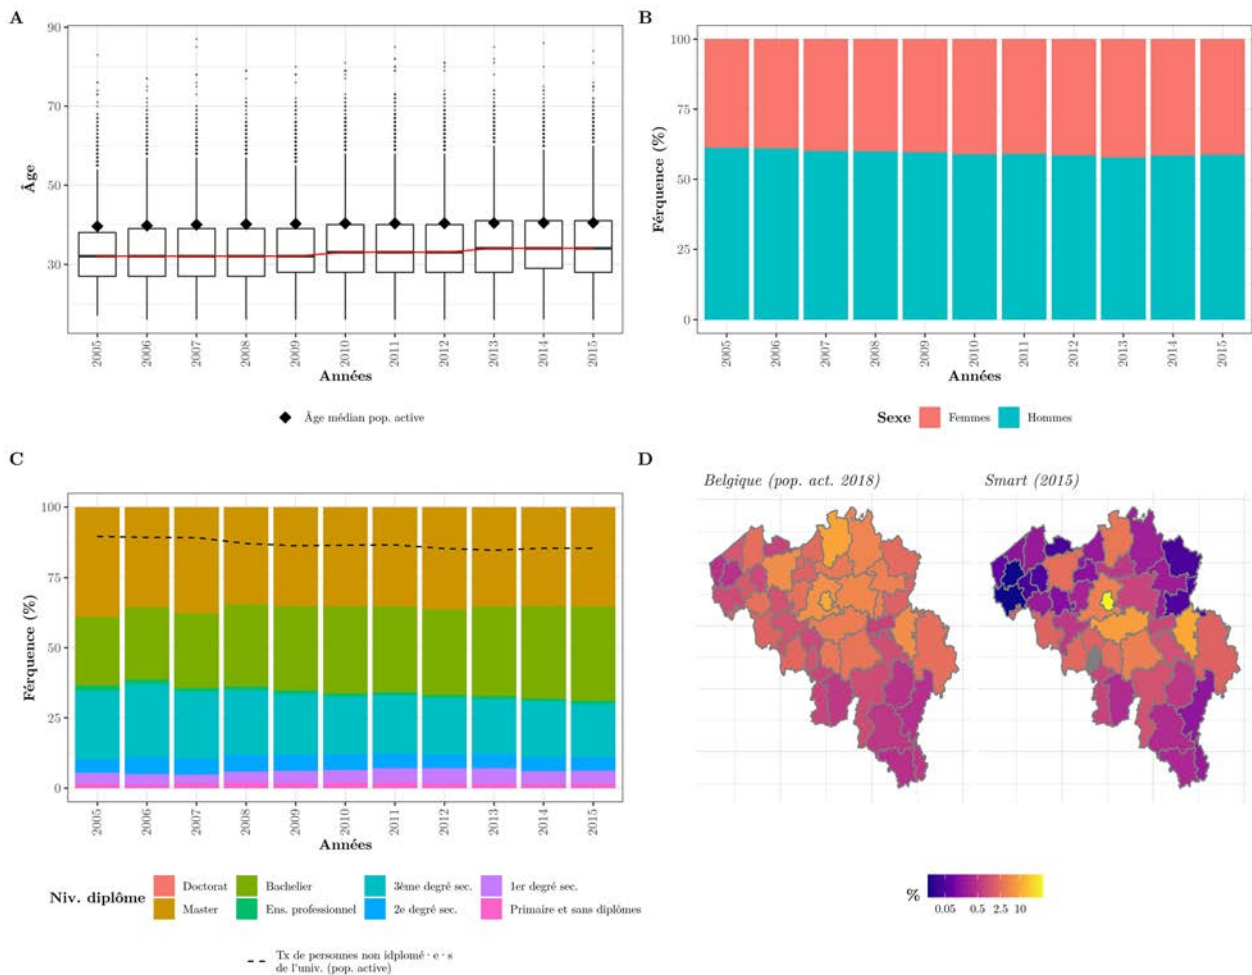 A
90
70
50
30
Âge
2005
2006
2007
2008
2009
2010
2011
2012
2013
2014
2015
Années
Âge médian pop. active
B
100
75
50
25
0
Férquence (%)
2005
2006
2007
2008
2009
2010
2011
2012
2013
2014
2015
Années
Sexe Femmes Hommes
C
100
75
50
25
0
Férquence (%)
2005
2006
2007
2008
2009
2010
2011
2012
2013
2014
2015
Années
Niv. diplôme
Doctorat Bachelier 3ème degré sec. 1er degré sec.
Master Ens. professionnel 2e degré sec. Primaire et sans diplômes
Tx de personnes non idplomé·e·s
de l'univ. (pop. active)
D
Belgique (pop. act. 2018) Smart (2015)
%
0.05 0.5 2.5 10